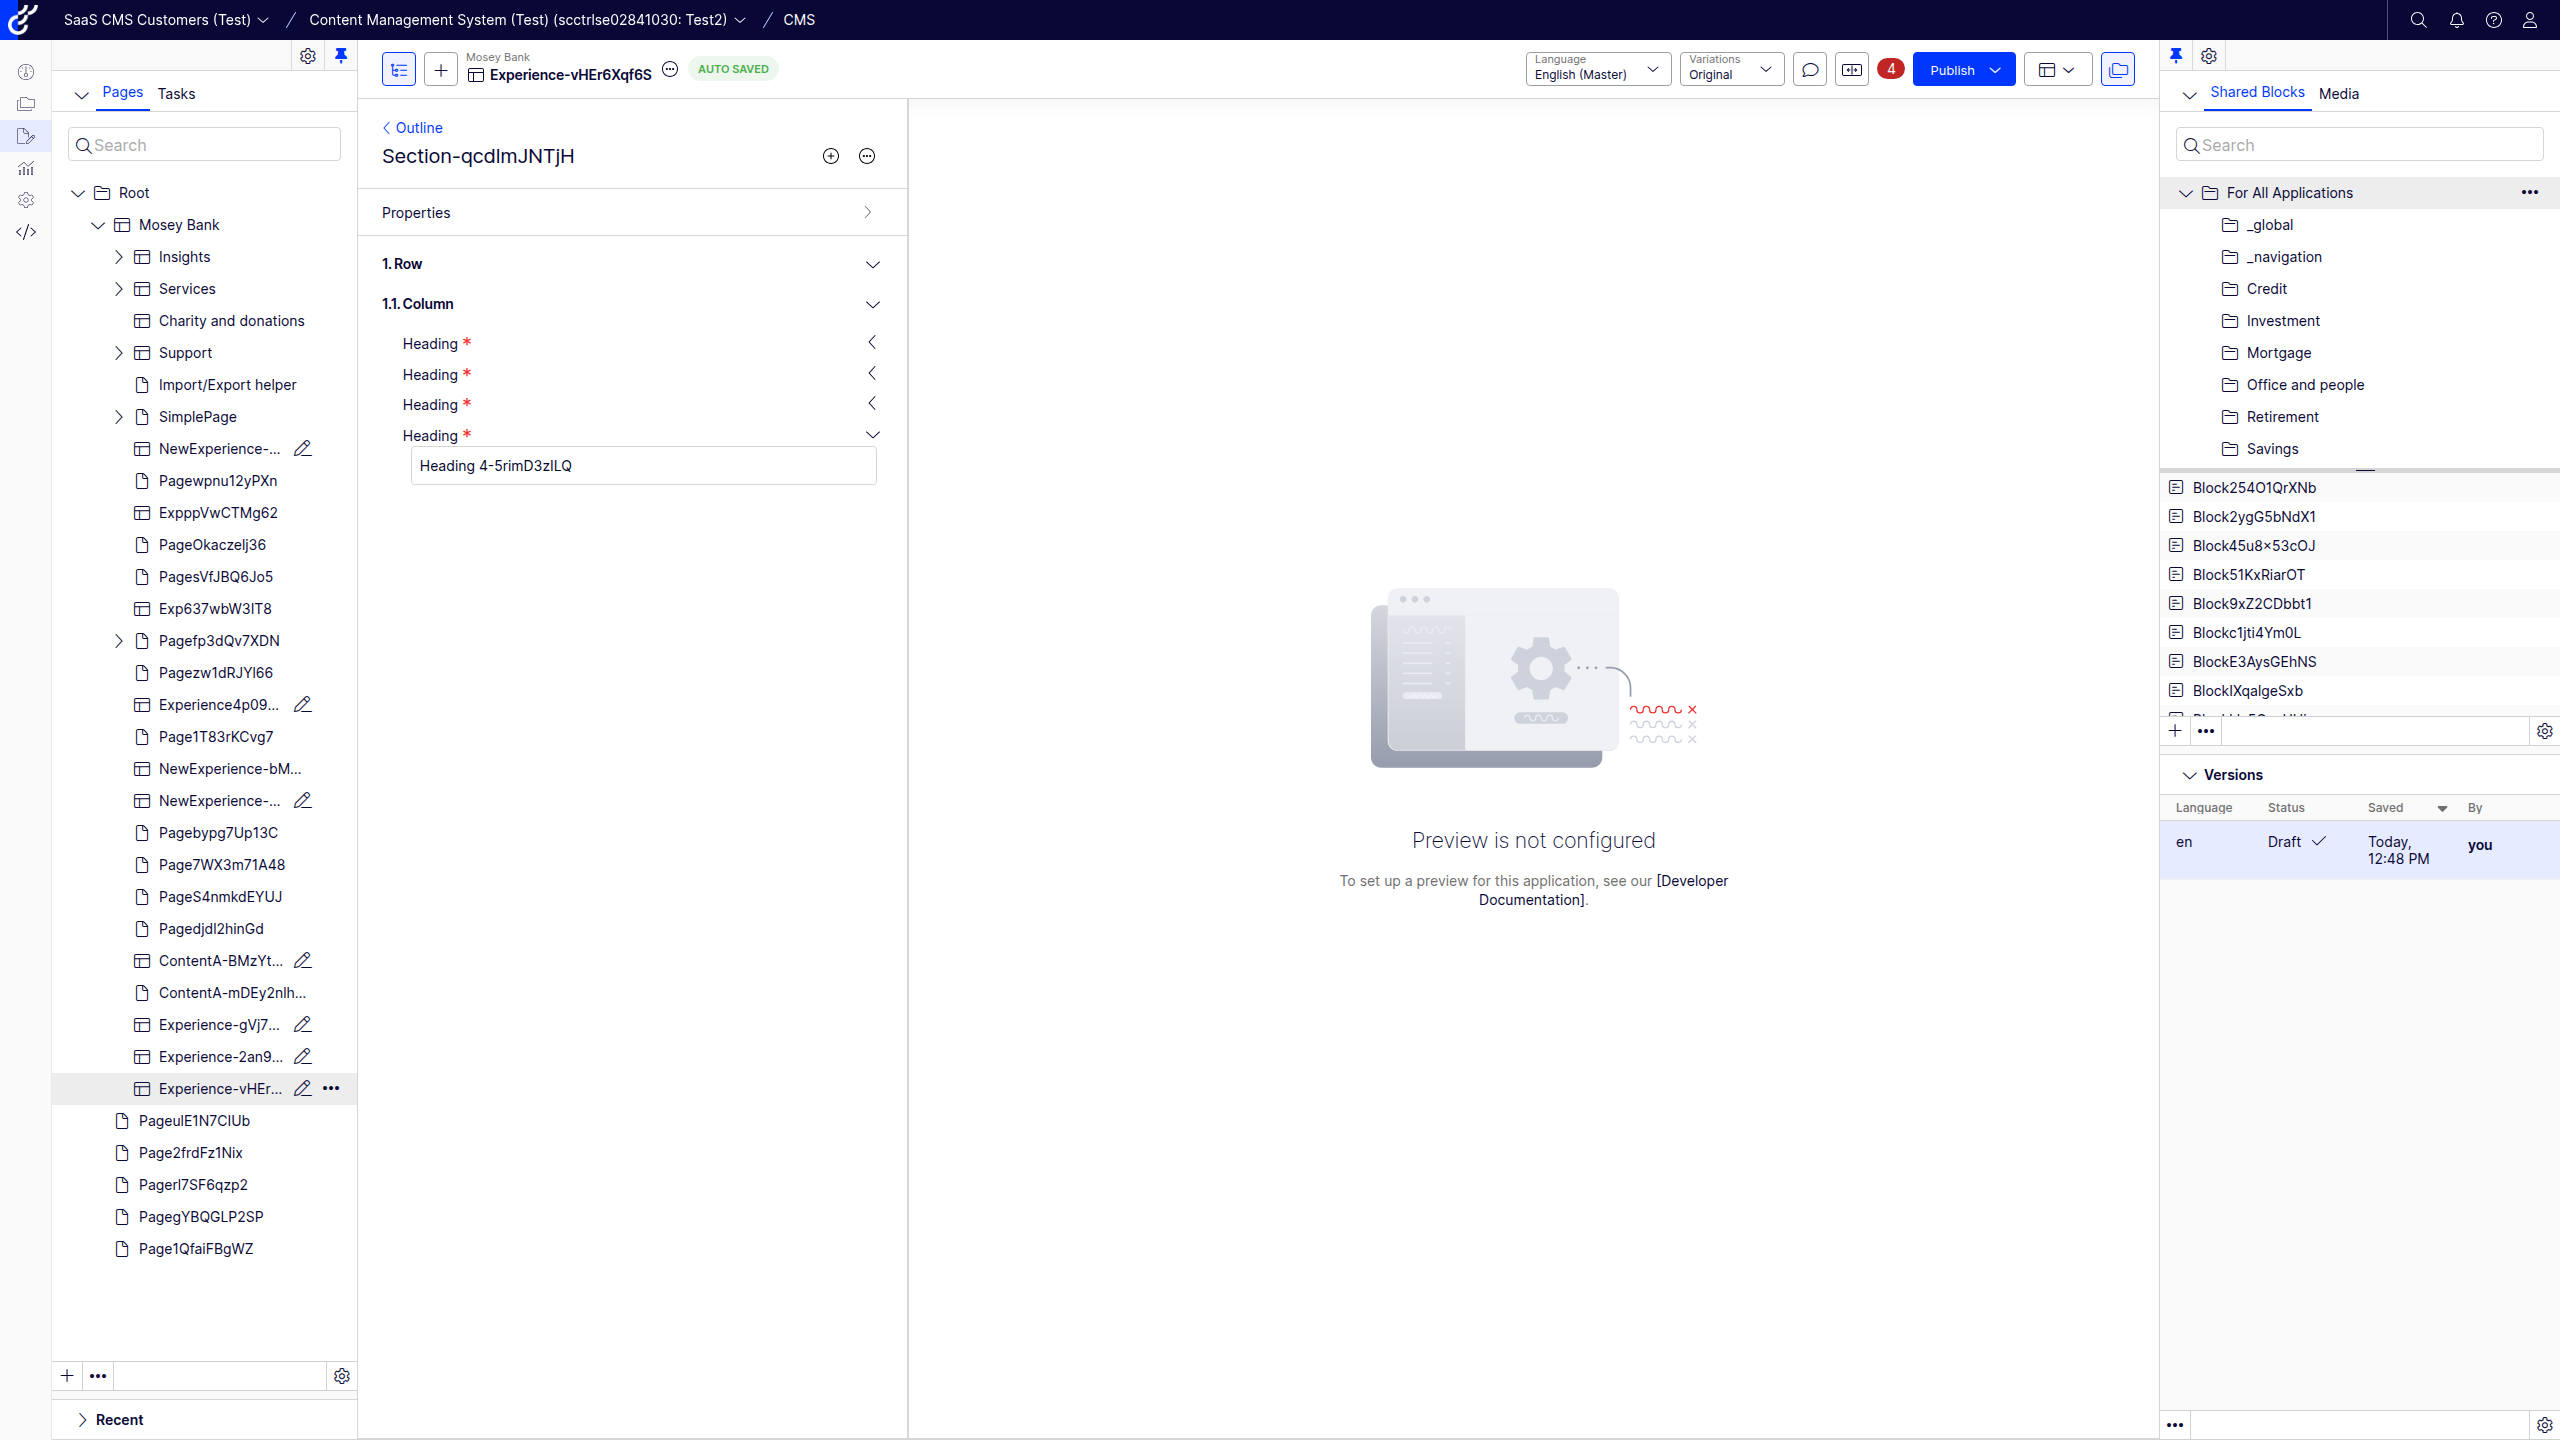 SaaS CMS Customers (Test)
Content Management System (Test) (scctrlse02841030: Test2)
CMS
Pages
Tasks
Search
Root
Mosey Bank
Insights
Services
Charity and donations
Support
Import/Export helper
SimplePage
NewExperience-...
Pagewpnu12yPXn
ExpppVwCTMg62
PageOkaczelj36
PagesVfJBQ6Jo5
Exp637wbW3IT8
Pagefp3dQv7XDN
Pagezw1dRJYl66
Experience4p09...
Page1T83rKCvg7
NewExperience-bM...
NewExperience-...
Pagebypg7Up13C
Page7WX3m71A48
PageS4nmkdEYUJ
Pagedjdl2hinGd
ContentA-BMzYt...
ContentA-mDEy2nlh...
Experience-gVj7...
Experience-2an9...
Experience-vHEr...
PageulE1N7CIUb
Page2frdFz1Nix
Pagerl7SF6qzp2
PagegYBQGLP2SP
Page1QfaiFBgWZ
Recent
Mosey Bank
Experience-vHEr6Xqf6S
AUTO SAVED
Language
English (Master)
Variations
Original
4
Publish
Outline
Section-qcdlmJNTjH
Properties
1. Row
1.1. Column
Heading *
Heading *
Heading *
Heading *
Heading 4-5rimD3zlLQ
Preview is not configured
To set up a preview for this application, see our [Developer
Documentation].
Shared Blocks
Media
Search
For All Applications
_global
_navigation
Credit
Investment
Mortgage
Office and people
Retirement
Savings
Block254O1QrXNb
Block2ygG5bNdX1
Block45u8x53cOJ
Block51KxRiarOT
Block9xZ2CDbbt1
Blockc1jti4Ym0L
BlockE3AysGEhNS
BlockIXqalgeSxb
Versions
Language
Status
Saved
By
en
Draft
Today,
12:48 PM
you